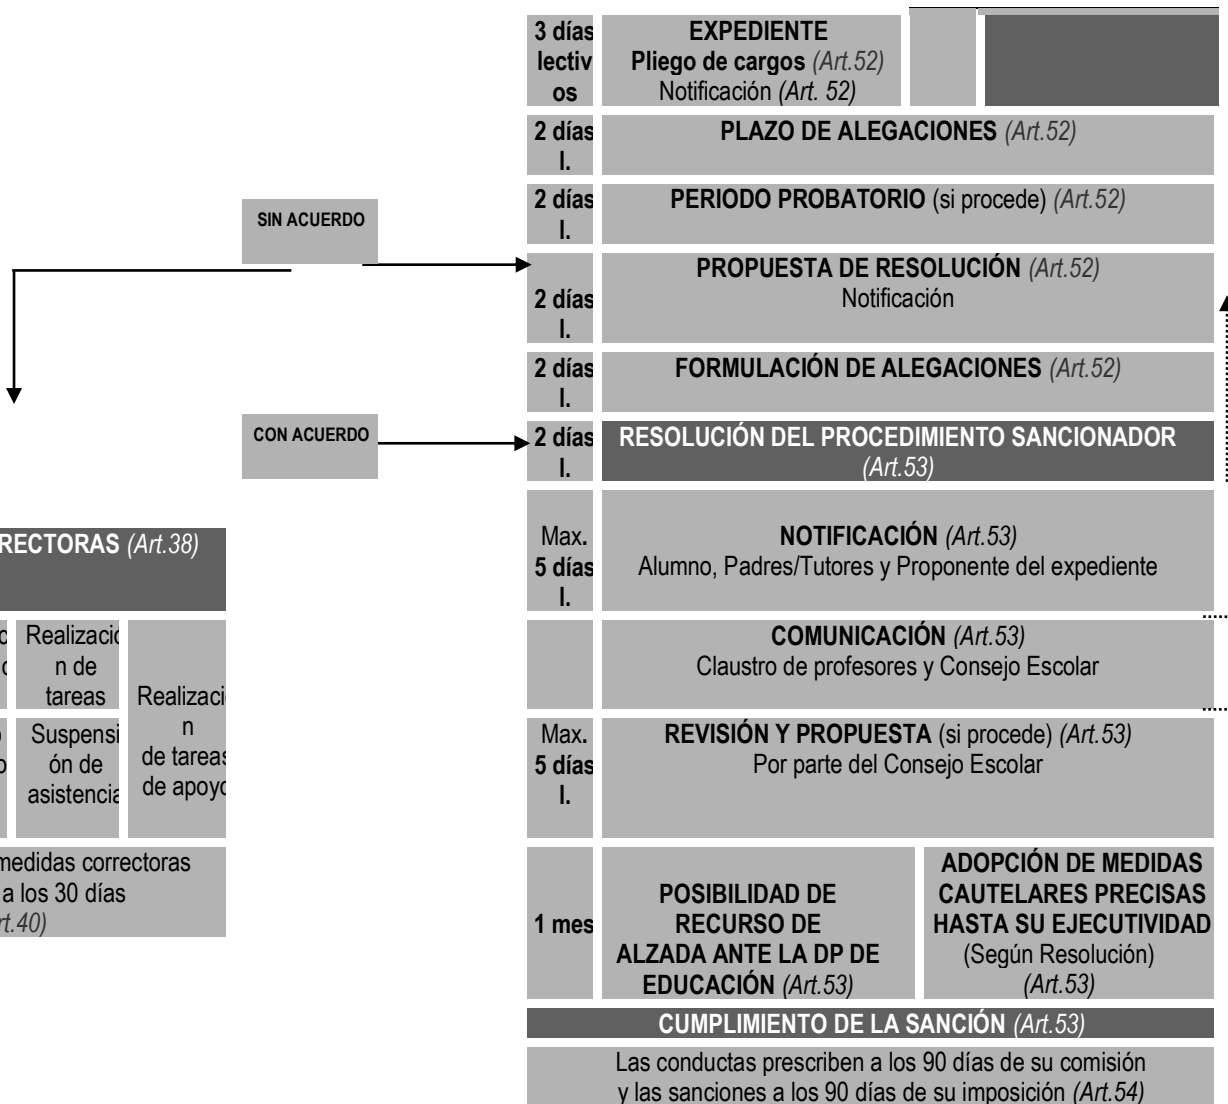 3 días
lectiv
os
EXPEDIENTE
Pliego de cargos (Art.52)
Notificación (Art. 52)
2 días
l.
PLAZO DE ALEGACIONES (Art.52)
2 días
l.
PERIODO PROBATORIO (si procede) (Art.52)
SIN ACUERDO
2 días
l.
PROPUESTA DE RESOLUCIÓN (Art.52)
Notificación
2 días
l.
FORMULACIÓN DE ALEGACIONES (Art.52)
CON ACUERDO
2 días
l.
RESOLUCIÓN DEL PROCEDIMIENTO SANCIONADOR
(Art.53)
Max.
5 días
l.
NOTIFICACIÓN (Art.53)
Alumno, Padres/Tutores y Proponente del expediente
COMUNICACIÓN (Art.53)
Claustro de profesores y Consejo Escolar
Max.
5 días
l.
REVISIÓN Y PROPUESTA (si procede) (Art.53)
Por parte del Consejo Escolar
1 mes
POSIBILIDAD DE
RECURSO DE
ALZADA ANTE LA DP DE
EDUCACIÓN (Art.53)
ADOPCIÓN DE MEDIDAS
CAUTELARES PRECISAS
HASTA SU EJECUTIVIDAD
(Según Resolución)
(Art.53)
CUMPLIMIENTO DE LA SANCIÓN (Art.53)
Las conductas prescriben a los 90 días de su comisión
y las sanciones a los 90 días de su imposición (Art.54)
RECTORAS (Art.38)
Realizació
n de
tareas
Suspensi
ón de
asistencia
Realizaci
n
de tareas
de apoyo
medidas correctoras
a los 30 días
rt.40)